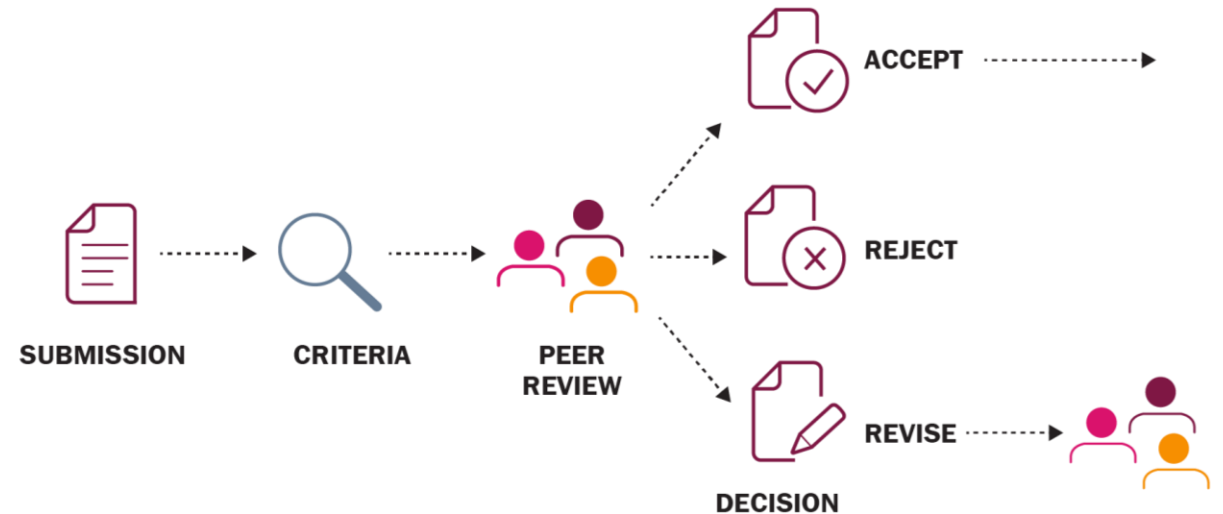 ACCEPT
REJECT
SUBMISSION
CRITERIA
PEER
REVIEW
REVISE
DECISION